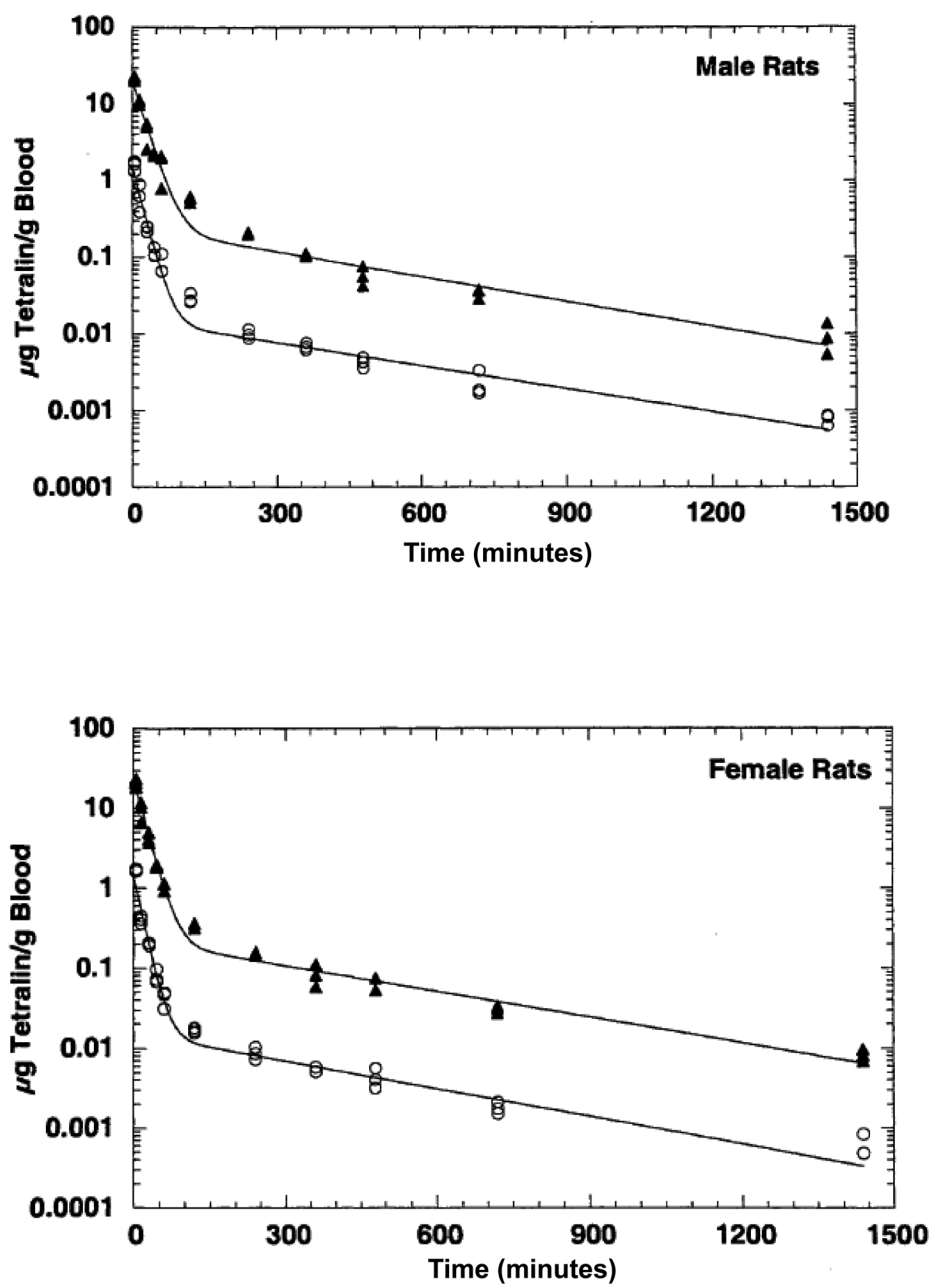 100
10
1
0.1
0.01
0.001
0.0001
µg Tetralin/g Blood
Male Rats
0 300 600 900 1200 1500
Time (minutes)
100
10
1
0.1
0.01
0.001
0.0001
µg Tetralin/g Blood
Female Rats
0 300 600 900 1200 1500
Time (minutes)